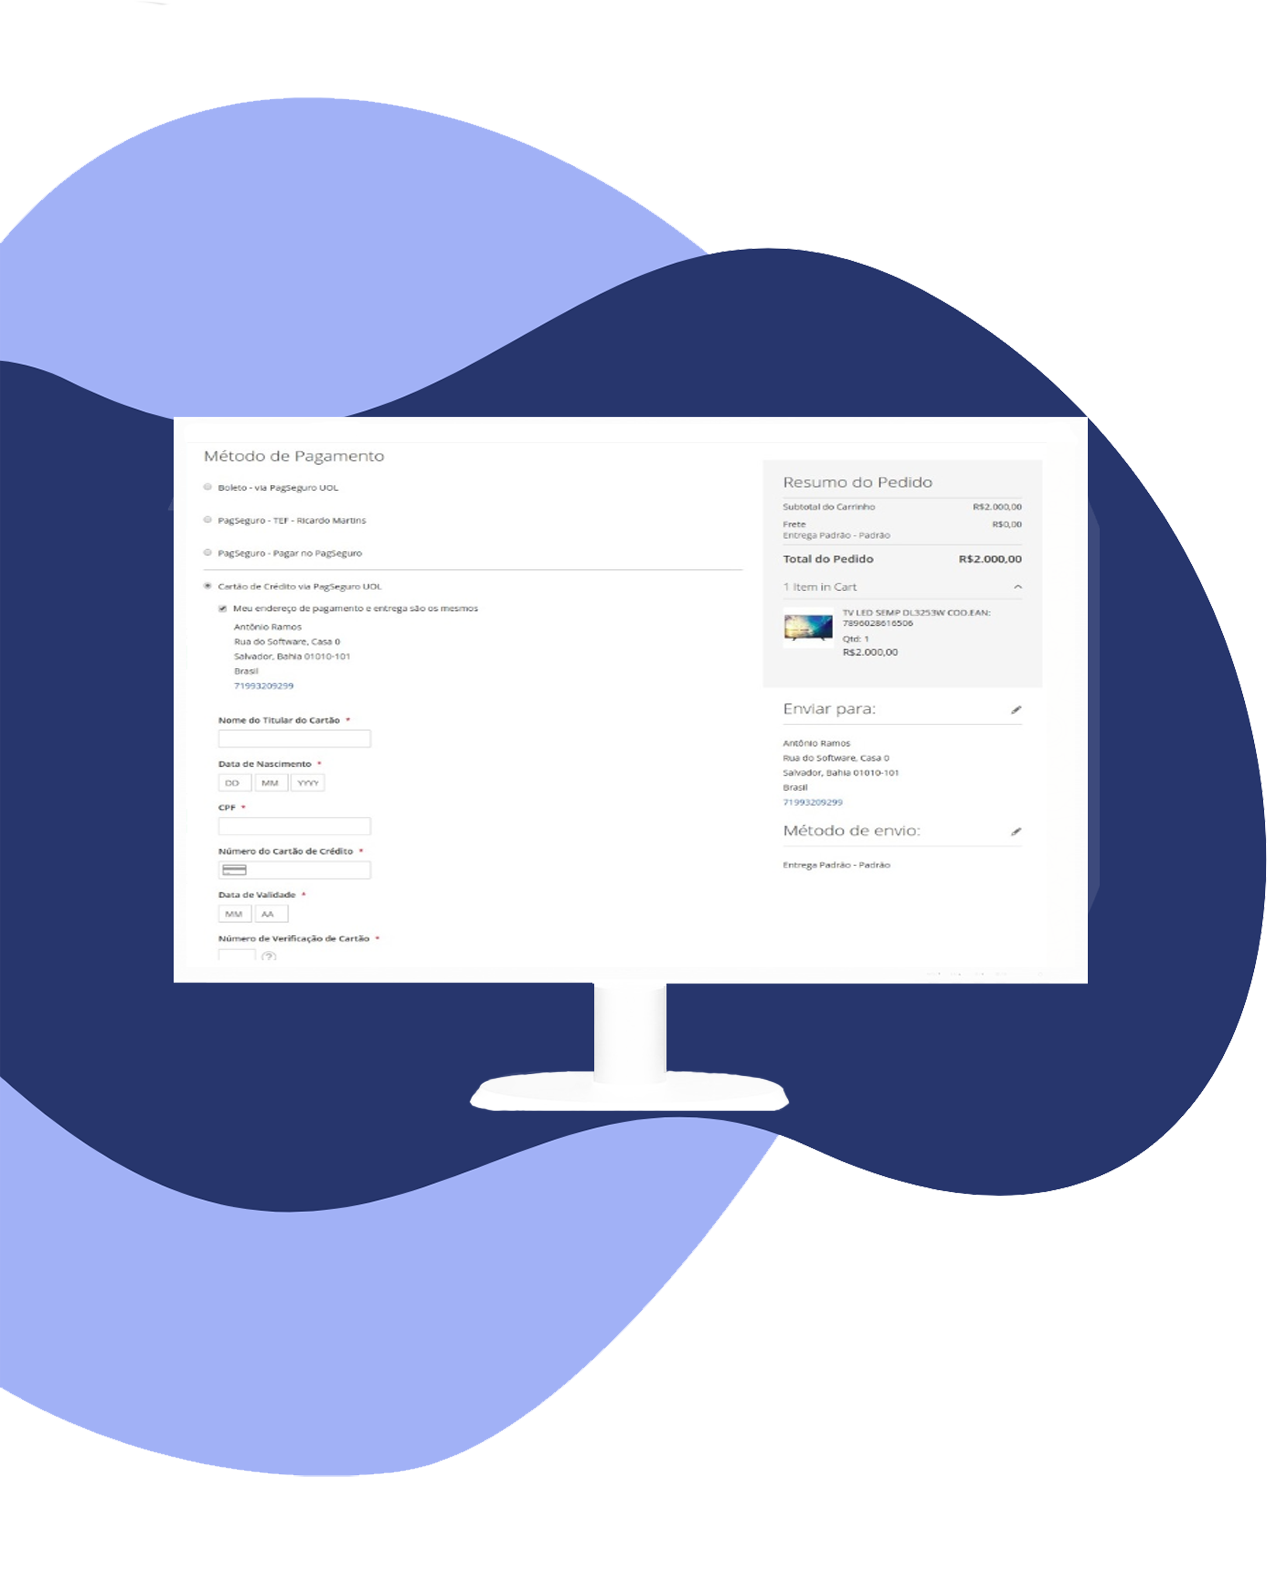 Método de Pagamento
Boleto - via PagSeguro UOL
PagSeguro - TEF - Ricardo Martins
PagSeguro - Pagar no PagSeguro
Cartão de Crédito via PagSeguro UOL
Meu endereço de pagamento e entrega são os mesmos
Antônio Ramos
Rua do Software, Casa 0
Salvador, Bahia 01010-101
Brasil
71993209299
Nome do Titular do Cartão *
Data de Nascimento *
DD MM YYYY
CPF *
Número do Cartão de Crédito *
Data de Validade *
MM AA
Número de Verificação de Cartão *
?
Resumo do Pedido
Subtotal do Carrinho R$2.000,00
Frete R$0,00
Entrega Padrão - Padrão
Total do Pedido R$2.000,00
1 Item in Cart
TV LED SEMP DL3253W COD.EAN:
7896028616506
Qtd: 1
R$2.000,00
Enviar para:
Antônio Ramos
Rua do Software, Casa 0
Salvador, Bahia 01010-101
Brasil
71993209299
Método de envio:
Entrega Padrão - Padrão